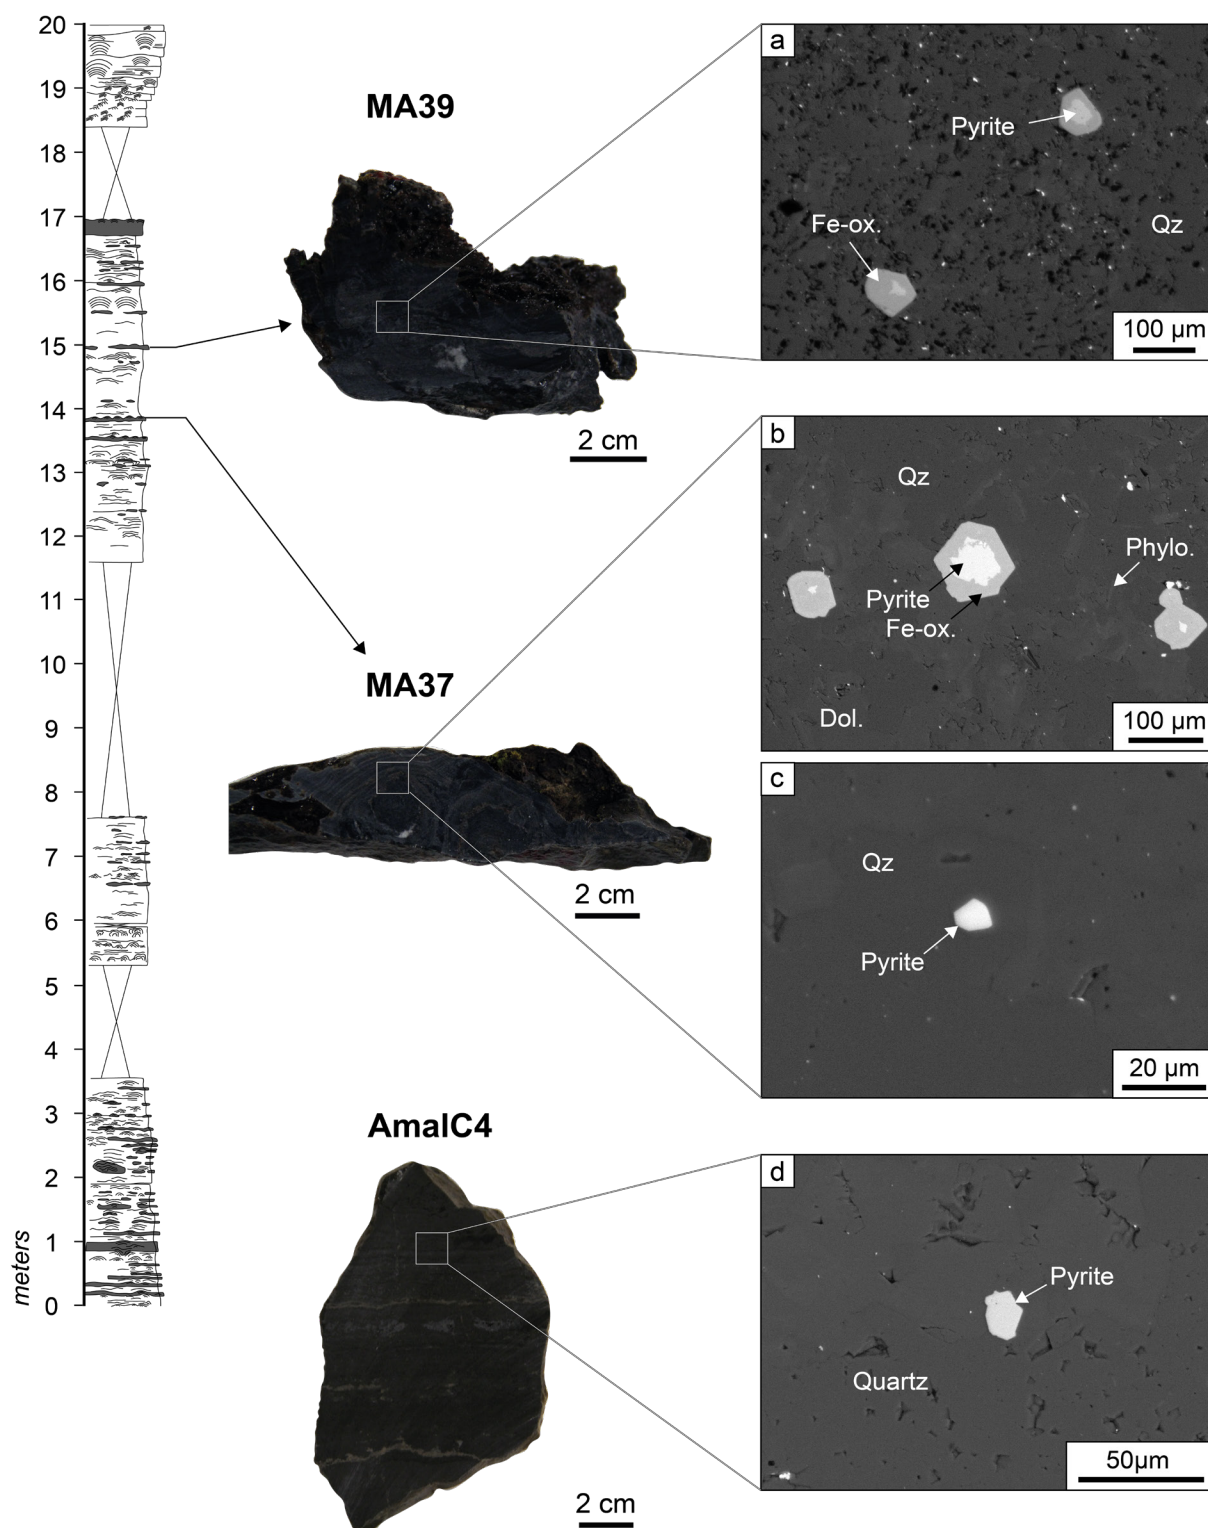 20
19
18
17
16
15
14
13
12
11
10
9
8
7
6
5
4
3
2
1
0
meters
MA39
2 cm
MA37
2 cm
AmalC4
2 cm
a
Pyrite
Fe-ox.
Qz
100 µm
b
Qz
Phylo.
Pyrite
Fe-ox.
Dol.
100 µm
c
Qz
Pyrite
20 µm
d
Pyrite
Quartz
50µm